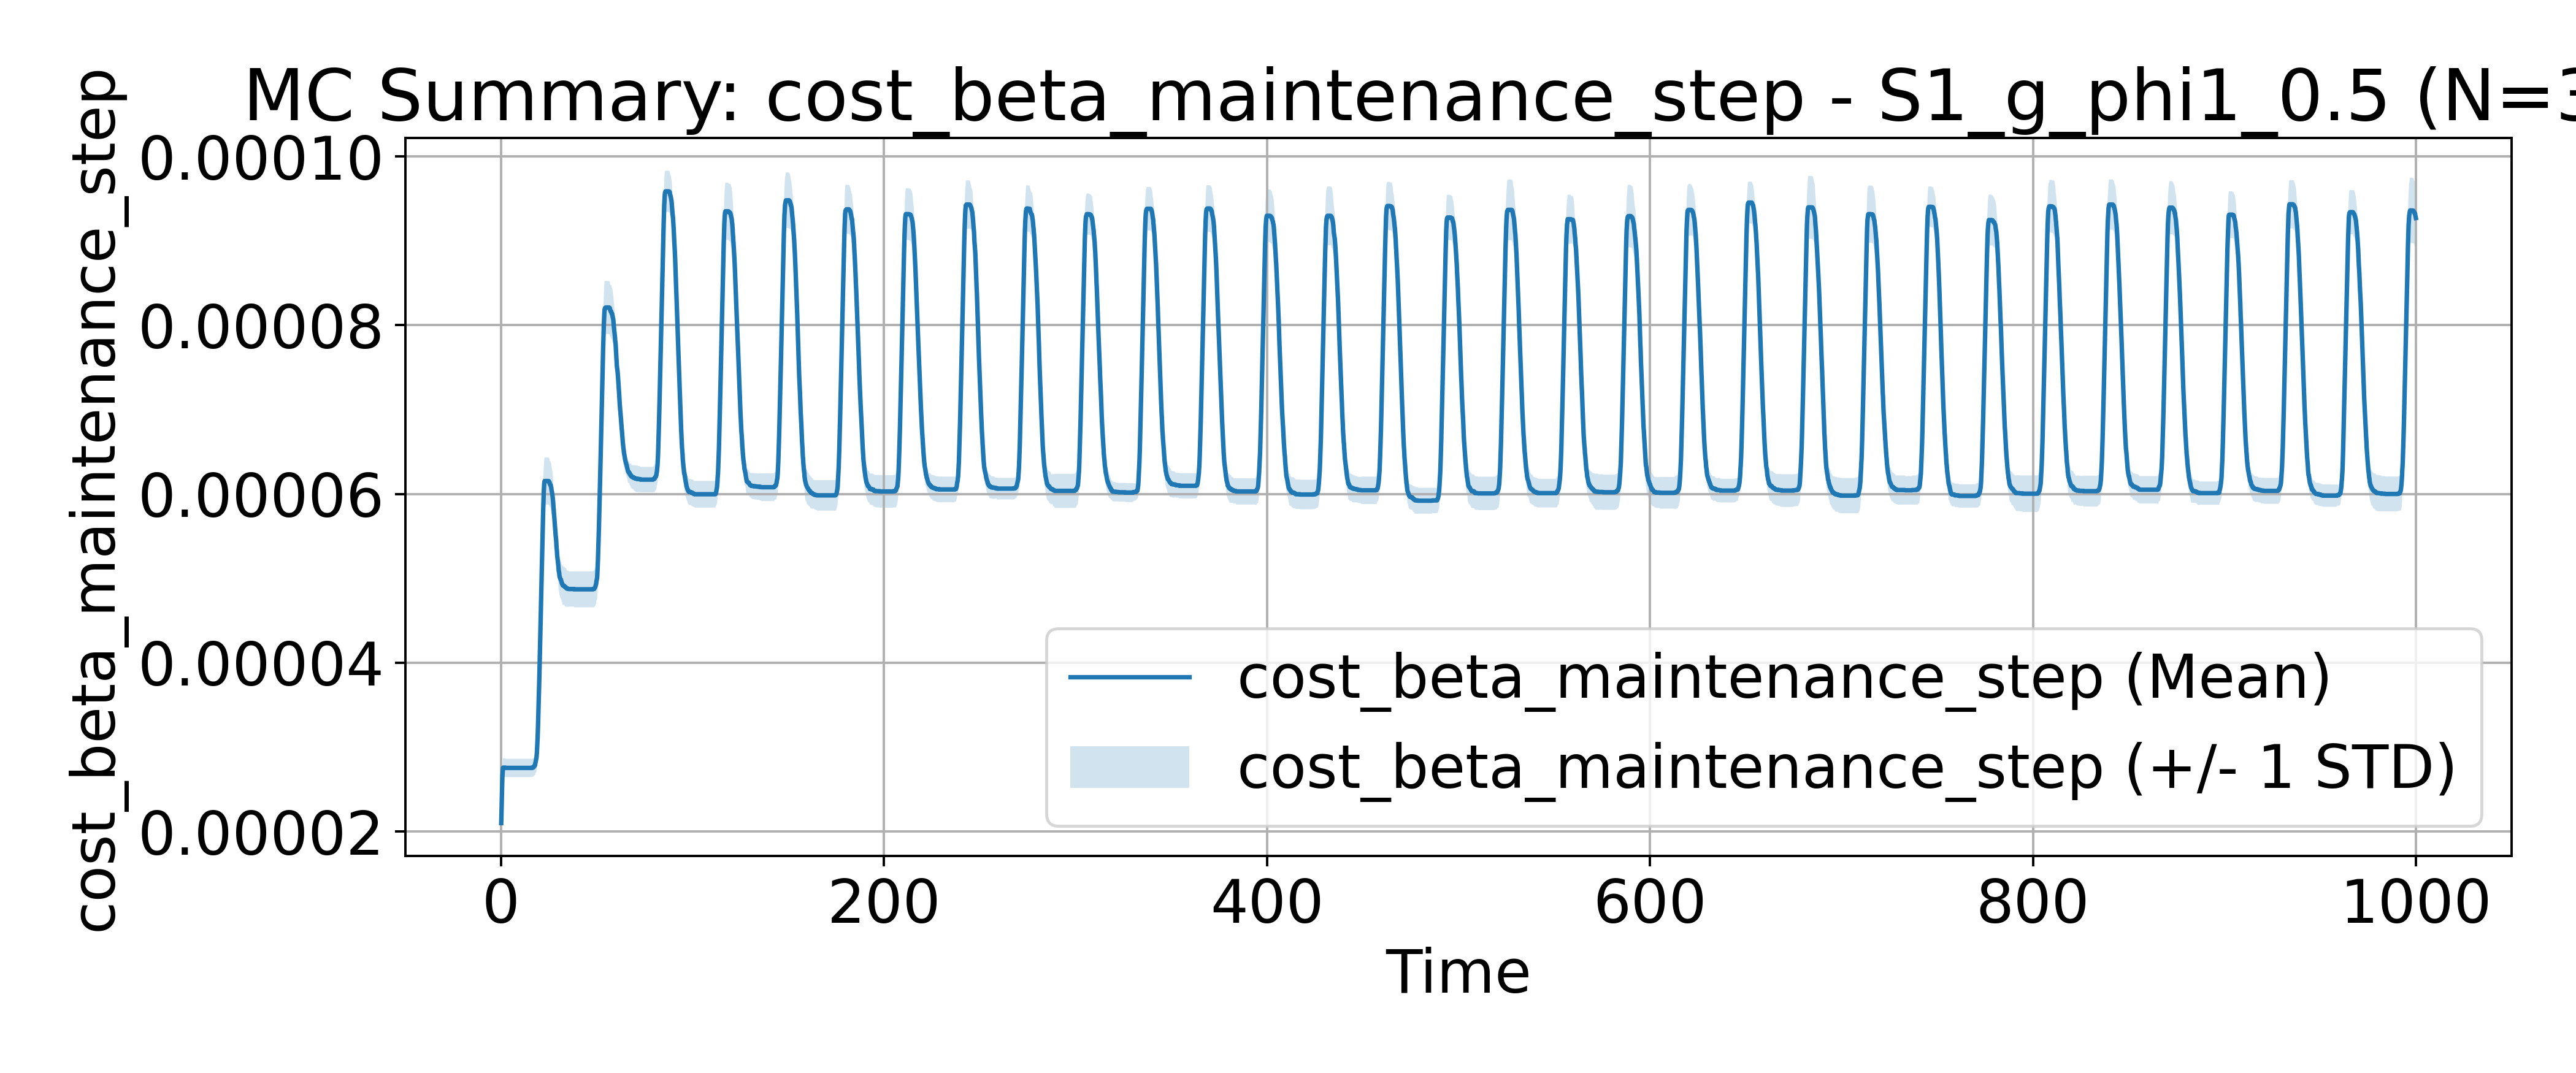 MC Summary: cost_beta_maintenance_step - S1_g_phi1_0.5 (N=3
cost_beta_maintenance_step
0.00010
0.00008
0.00006
0.00004
0.00002
cost_beta_maintenance_step (Mean)
cost_beta_maintenance_step (+/- 1 STD)
0 200 400 600 800 1000
Time